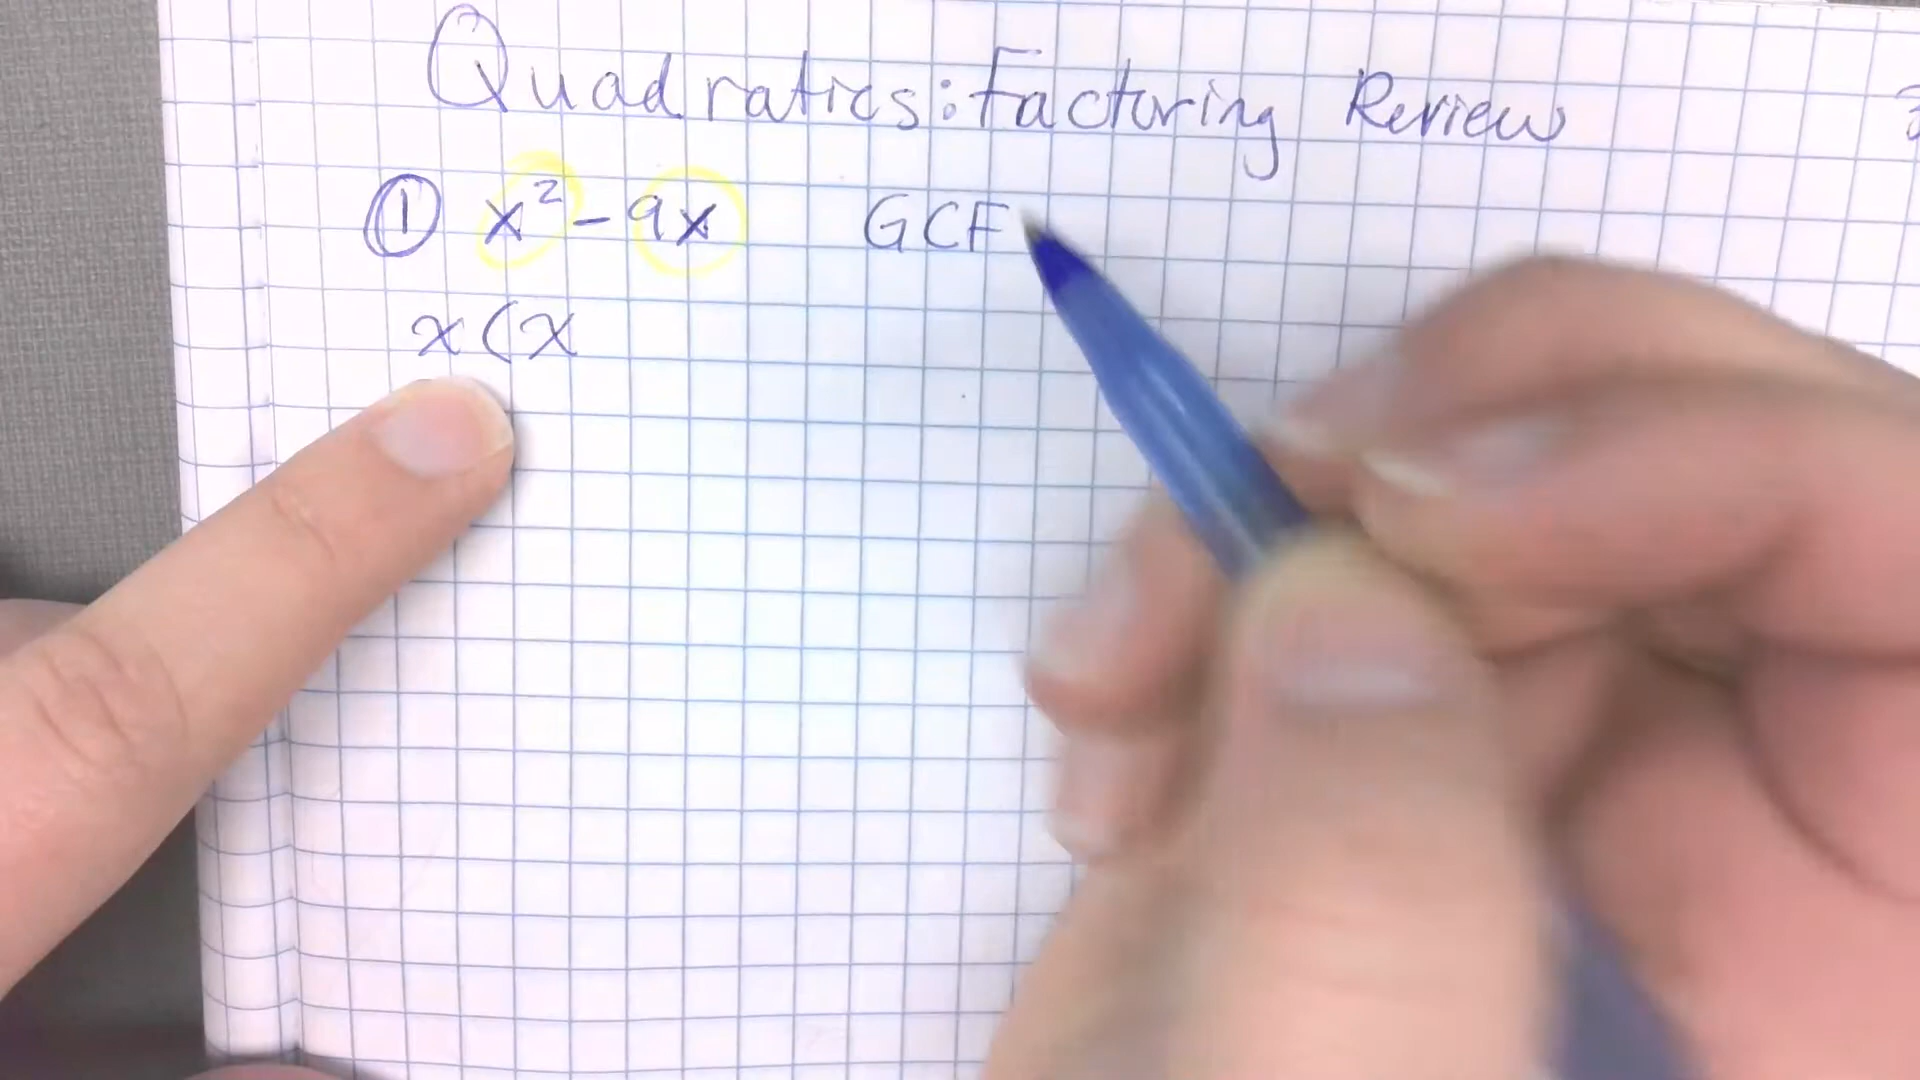 Quadratics: Factoring Review
① x² - 9x GCF
x(x